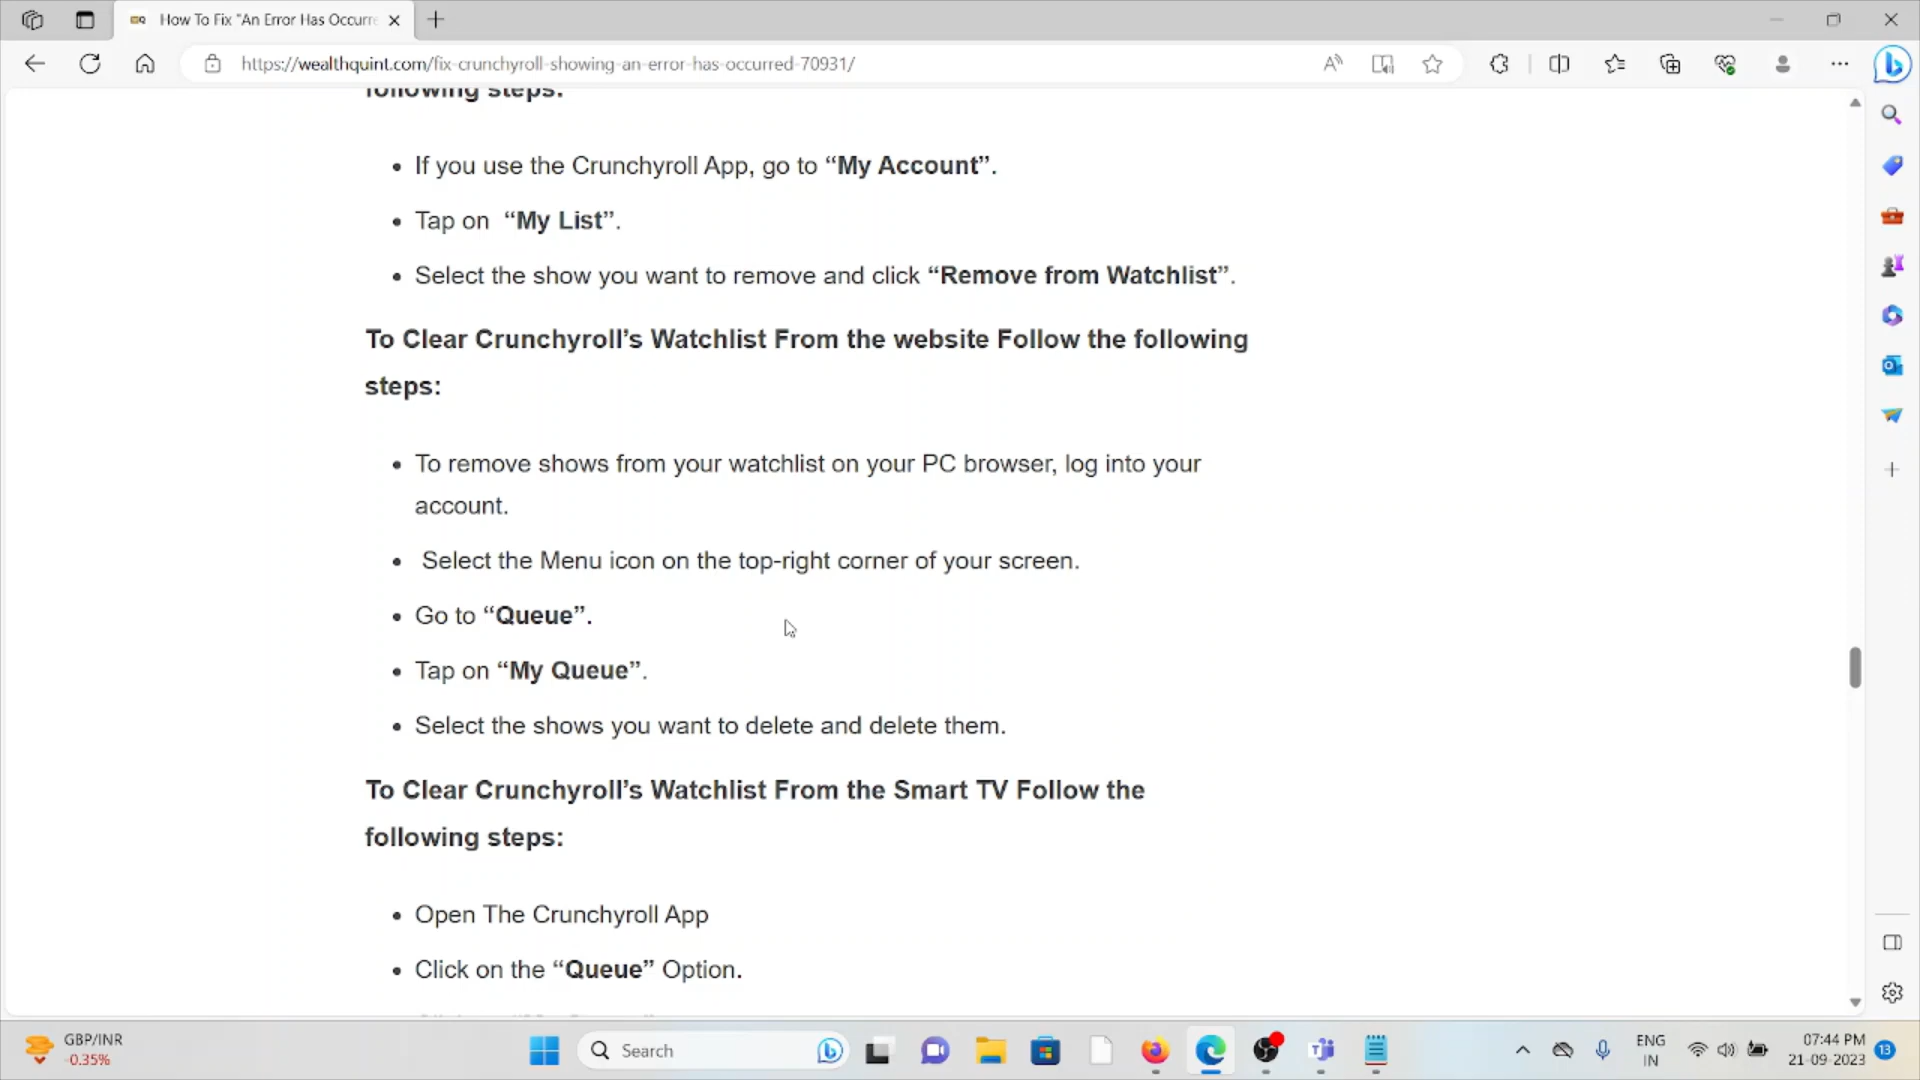 How To Fix "An Error Has Occurre
https://wealthquint.com/fix-crunchyroll-showing-an-error-has-occurred-70931/
following steps:
• If you use the Crunchyroll App, go to “My Account”.
• Tap on “My List”.
• Select the show you want to remove and click “Remove from Watchlist”.
To Clear Crunchyroll’s Watchlist From the website Follow the following
steps:
• To remove shows from your watchlist on your PC browser, log into your
account.
• Select the Menu icon on the top-right corner of your screen.
• Go to “Queue”.
• Tap on “My Queue”.
• Select the shows you want to delete and delete them.
To Clear Crunchyroll’s Watchlist From the Smart TV Follow the
following steps:
• Open The Crunchyroll App
• Click on the “Queue” Option.
GBP/INR
-0.35%
Search
ENG
IN
07:44 PM
21-09-2023
13